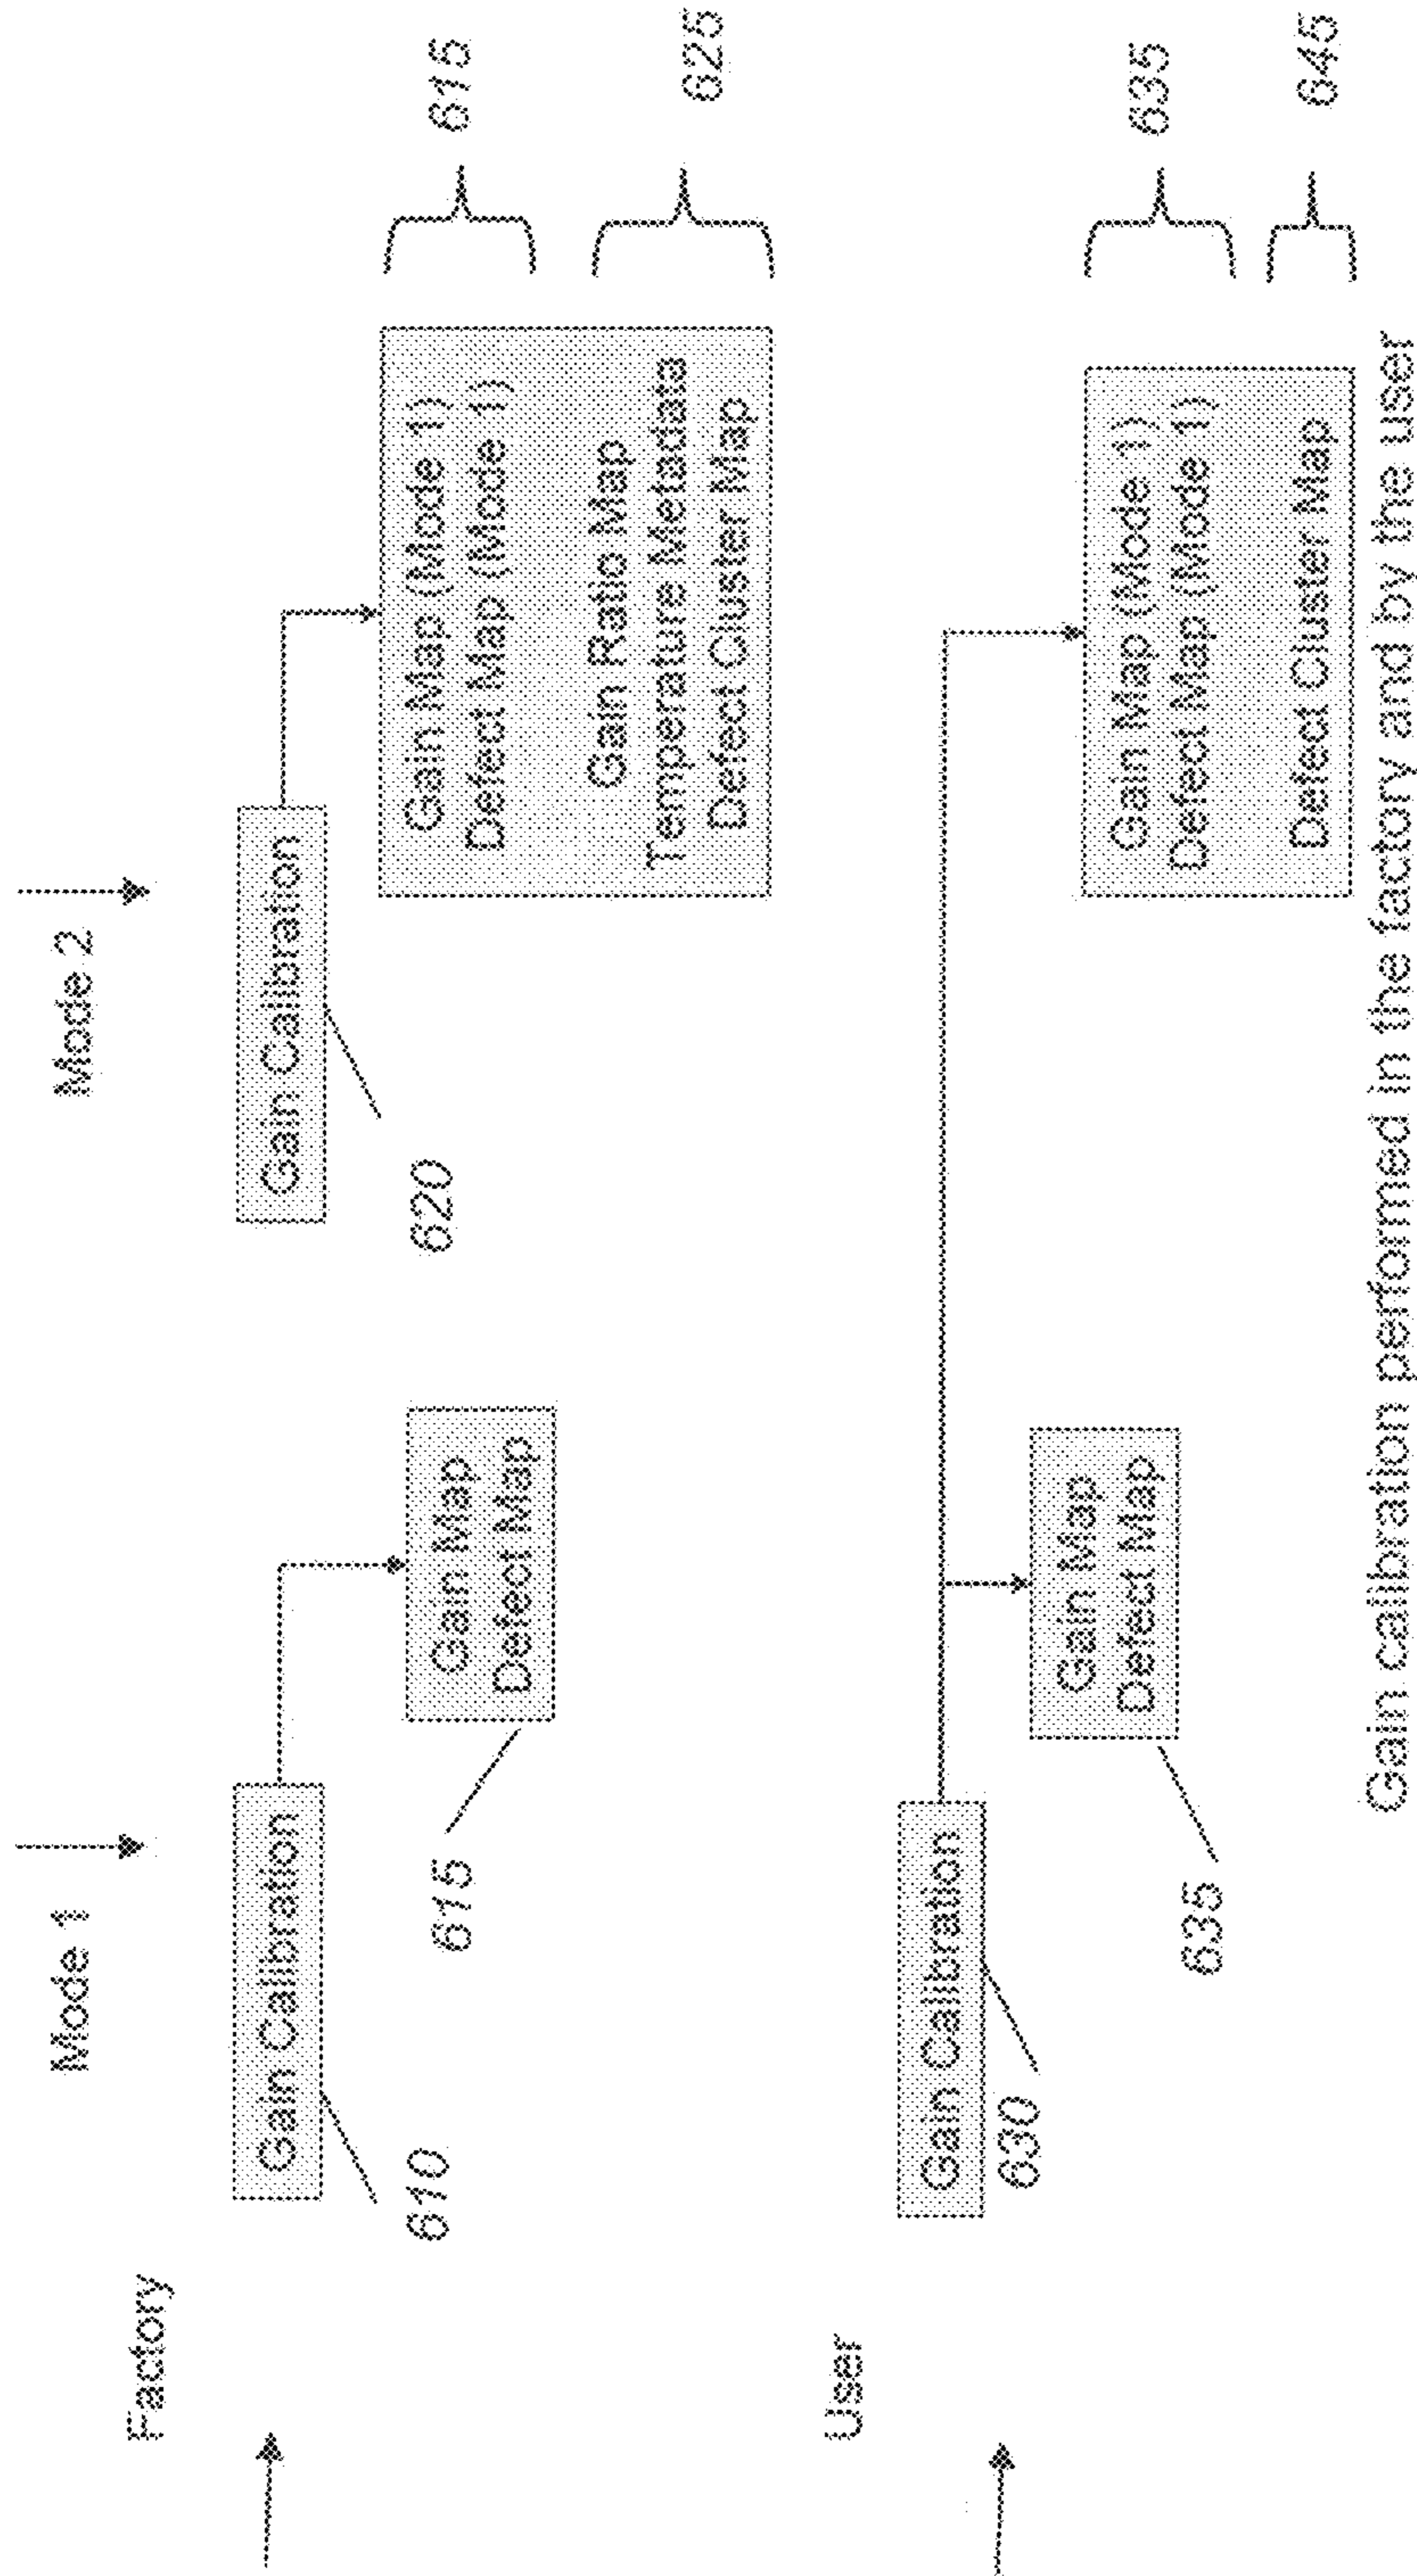 Mode 1
Mode 2
Factory
Gain Calibration
610
Gain Map
Defect Map
615
Gain Calibration
620
Gain Map (Mode 1)
Defect Map (Mode 1)
Gain Ratio Map
Temperature Metadata
Defect Cluster Map
615
625
User
Gain Calibration
630
Gain Map
Defect Map
635
Gain Map (Mode 1)
Defect Map (Mode 1)
Defect Cluster Map
635
645
Gain calibration performed in the factory and by the user